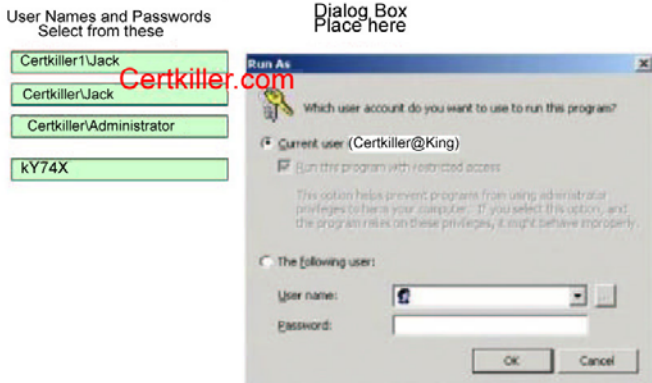 User Names and Passwords
Select from these
Certkiller1\Jack
Certkiller\Jack
Certkiller\Administrator
kY74X
Certkiller.com
Dialog Box
Place here
Run As
Which user account do you want to use to run this program?
Current user (Certkiller@King)
Run this program with restricted access
This option helps prevent programs from using administrator
privileges to harm your computer. If you select this option, and
the program relies on these privileges, it might behave improperly.
The following user:
User name:
...
Password:
OK
Cancel